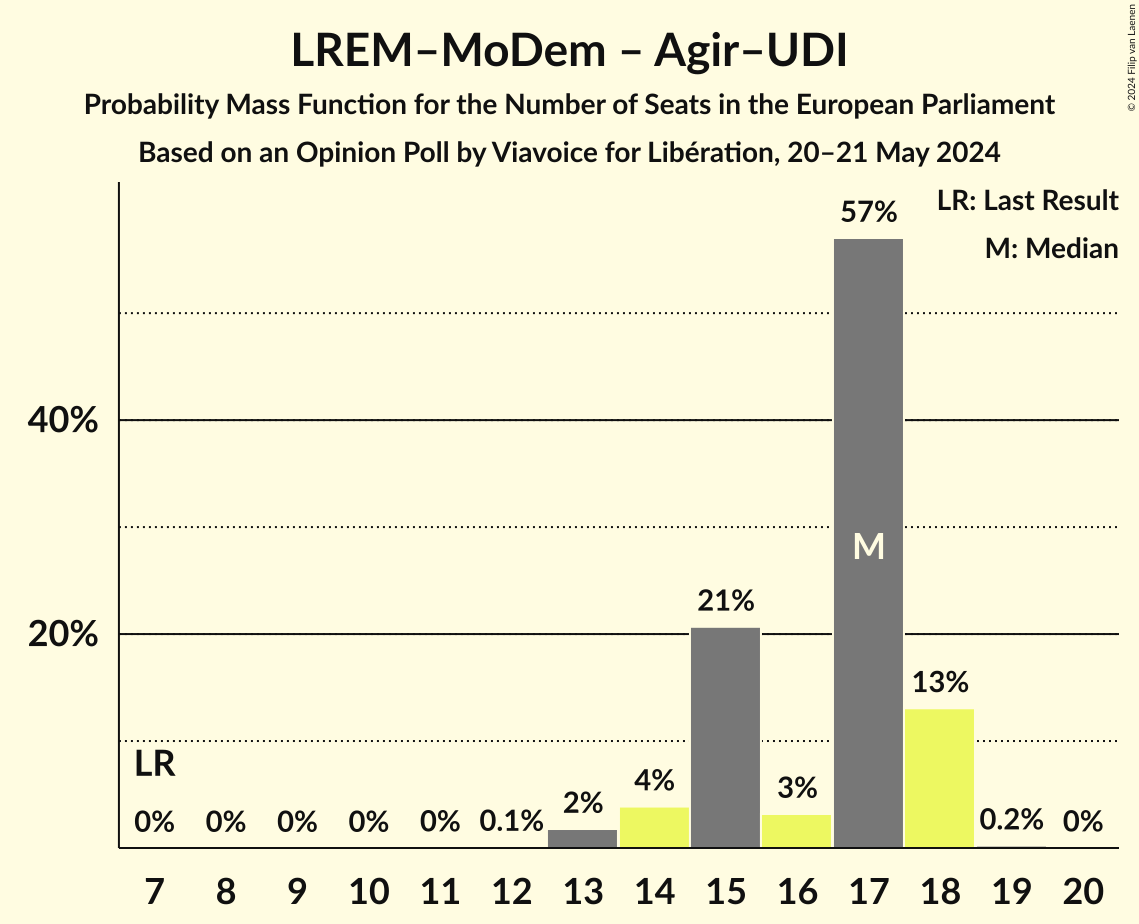 LREM–MoDem – Agir–UDI
Probability Mass Function for the Number of Seats in the European Parliament
Based on an Opinion Poll by Viavoice for Libération, 20–21 May 2024
© 2024 Filip van Laenen
LR: Last Result
M: Median
57%
40%
M
21%
20%
13%
LR
4%
3%
2%
0% 0% 0% 0% 0% 0.1% 0.2% 0%
7 8 9 10 11 12 13 14 15 16 17 18 19 20